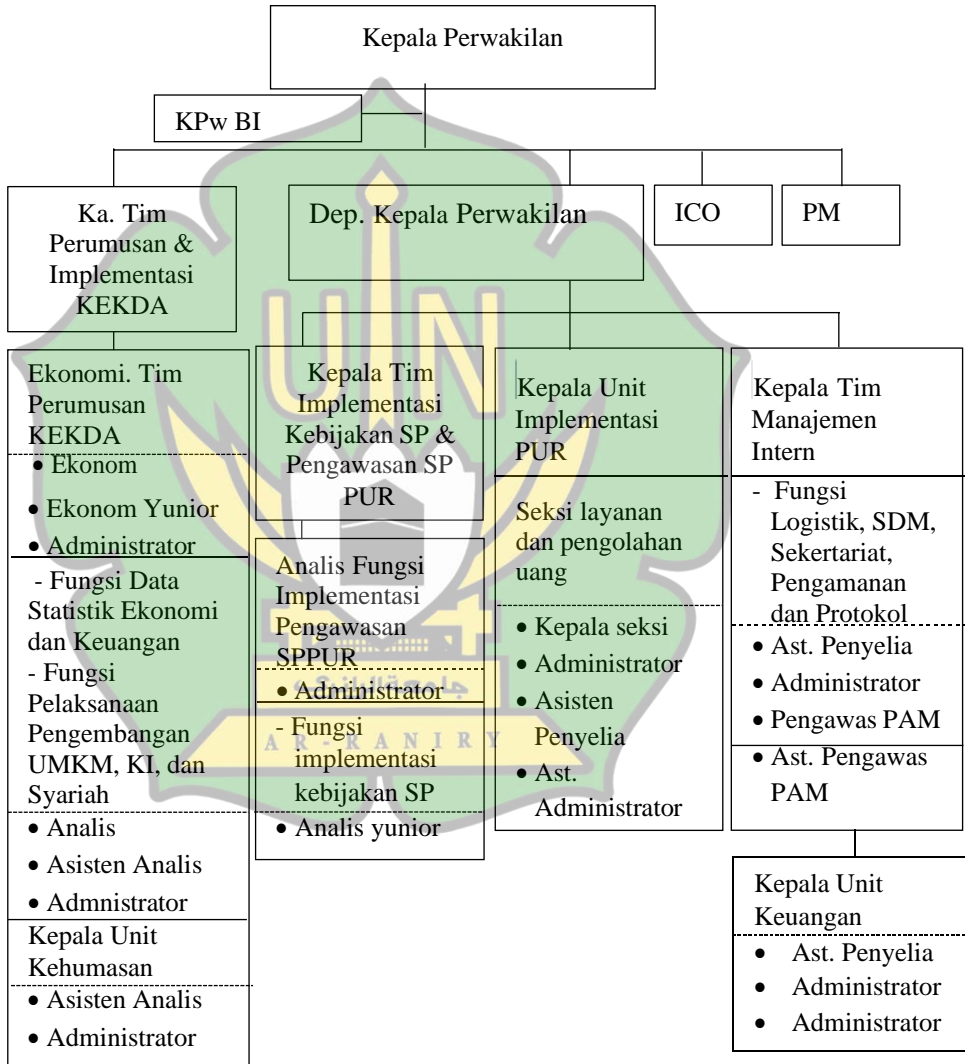 Kepala Perwakilan
KPw BI
Ka. Tim
Perumusan &
Implementasi
KEKDA
Dep. Kepala Perwakilan
ICO
PM
Ekonomi. Tim
Perumusan
KEKDA
• Ekonom
• Ekonom Yunior
• Administrator
- Fungsi Data
Statistik Ekonomi
dan Keuangan
- Fungsi
Pelaksanaan
Pengembangan
UMKM, KI, dan
Syariah
• Analis
• Asisten Analis
• Admnistrator
Kepala Unit
Kehumasan
• Asisten Analis
• Administrator
Kepala Tim
Implementasi
Kebijakan SP &
Pengawasan SP
PUR
Analis Fungsi
Implementasi
Pengawasan
SPPUR
• Administrator
- Fungsi
implementasi
kebijakan SP
• Analis yunior
Kepala Unit
Implementasi
PUR
Seksi layanan
dan pengolahan
uang
• Kepala seksi
• Administrator
• Asisten
Penyelia
• Ast.
Administrator
Kepala Tim
Manajemen
Intern
- Fungsi
Logistik, SDM,
Sekertariat,
Pengamanan
dan Protokol
• Ast. Penyelia
• Administrator
• Pengawas PAM
• Ast. Pengawas
PAM
Kepala Unit
Keuangan
• Ast. Penyelia
• Administrator
• Administrator
UIN
جامعة الرانري
AR-RANIRY